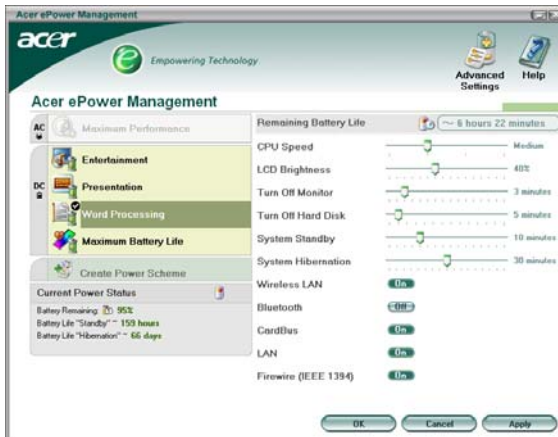 Acer ePower Management
acer
e
Empowering Technology
Advanced Settings
Help
Acer ePower Management
AC
Maximum Performance
DC
Entertainment
Presentation
Word Processing
Maximum Battery Life
Create Power Scheme
Current Power Status
Battery Remaining: 95%
Battery Life "Standby" ~ 159 hours
Battery Life "Hibernation" ~ 66 days
Remaining Battery Life ~ 6 hours 22 minutes
CPU Speed Medium
LCD Brightness 40%
Turn Off Monitor 3 minutes
Turn Off Hard Disk 5 minutes
System Standby 10 minutes
System Hibernation 30 minutes
Wireless LAN On
Bluetooth Off
CardBus On
LAN On
Firewire (IEEE 1394) On
OK Cancel Apply